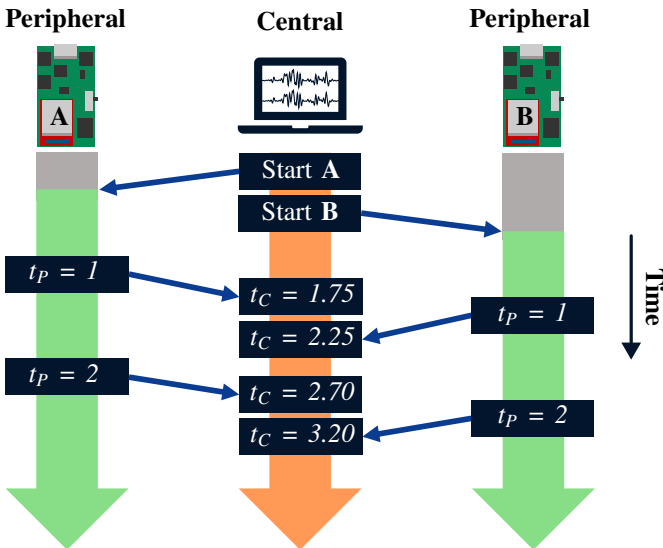 Peripheral
Central
Peripheral
A
B
Start A
Start B
t_P = 1
t_C = 1.75
t_P = 1
t_C = 2.25
Time
t_P = 2
t_C = 2.70
t_P = 2
t_C = 3.20